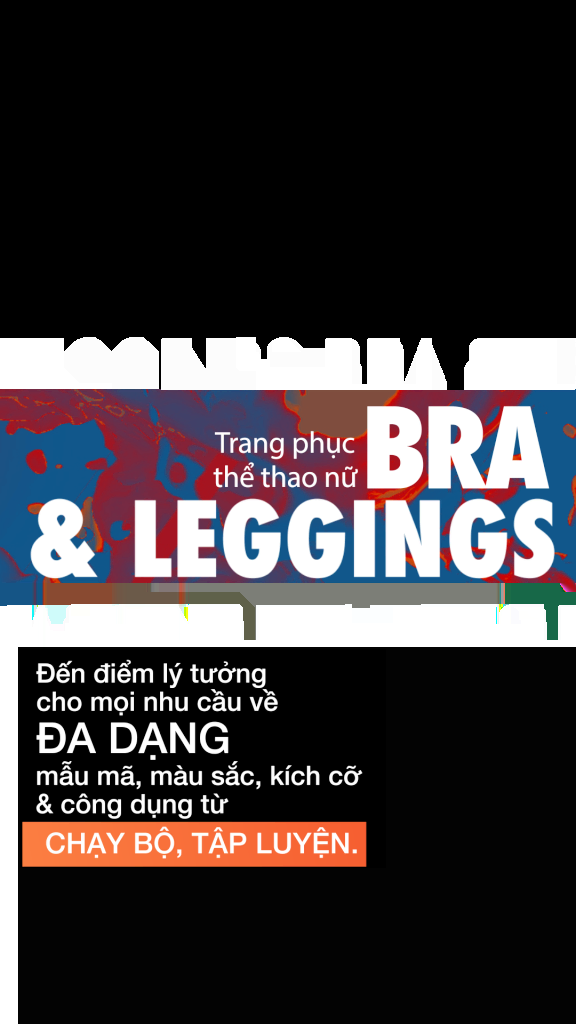 Trang phục
thể thao nữ
BRA
& LEGGINGS
Đến điểm lý tưởng
cho mọi nhu cầu về
ĐA DẠNG
mẫu mã, màu sắc, kích cỡ
& công dụng từ
CHẠY BỘ, TẬP LUYỆN.